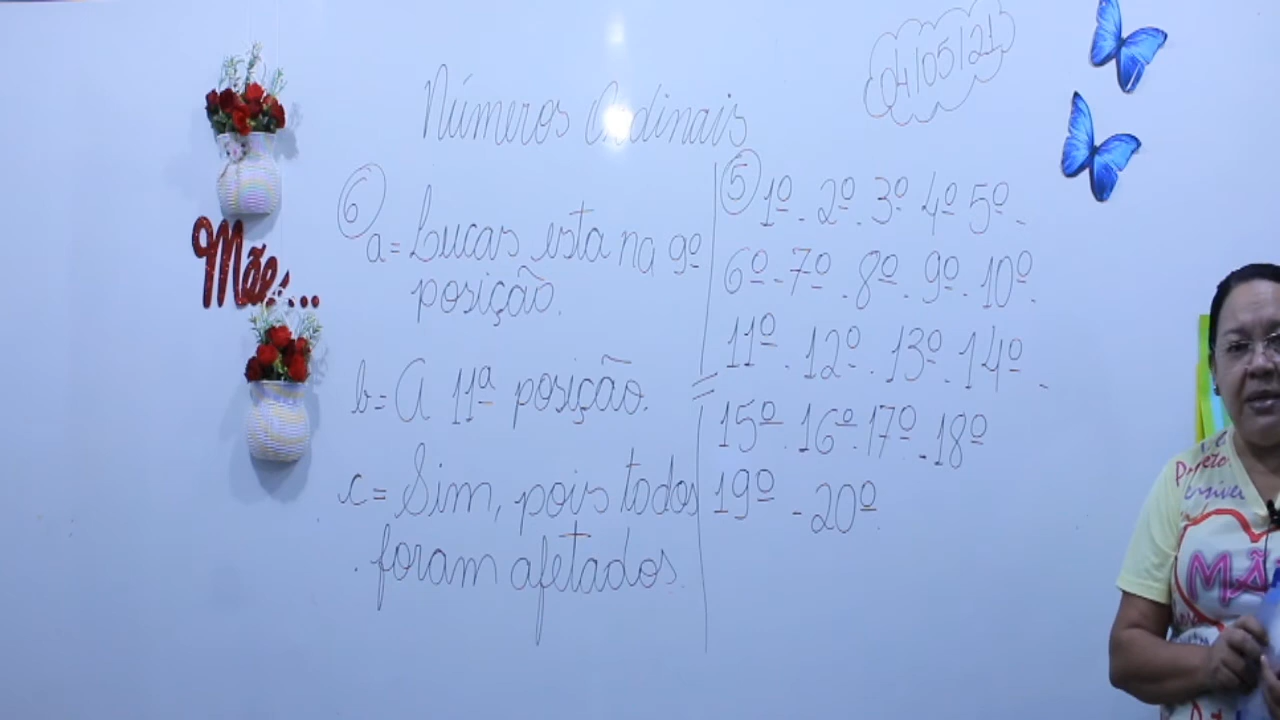 04/05/21
Números Ordinais
6
a= Lucas esta na 9º
posição.
b= A 11ª posição.
c= Sim, pois todos
foram afetados.
5 1º - 2º - 3º 4º 5º -
6º - 7º - 8º - 9º - 10º.
11º - 12º - 13º - 14º -
15º - 16º - 17º - 18º
19º - 20º
Mãe...
MÃ